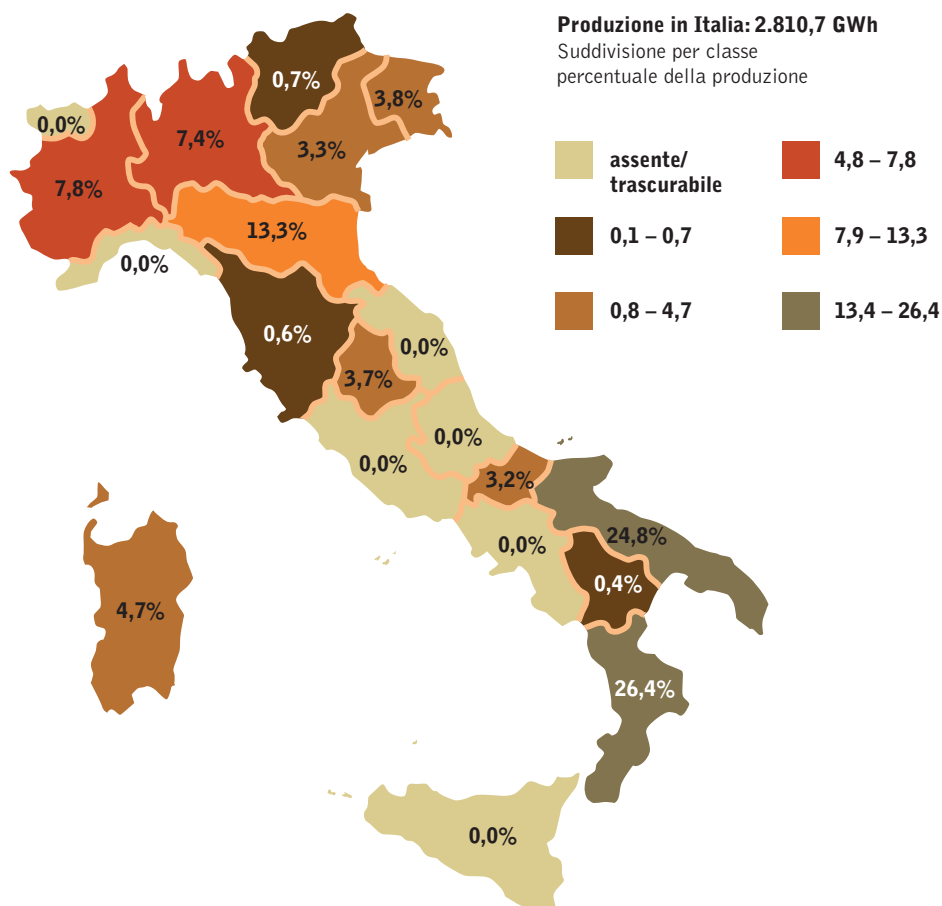 Produzione in Italia: 2.810,7 GWh
Suddivisione per classe
percentuale della produzione
assente/
trascurabile
0,1 – 0,7
0,8 – 4,7
4,8 – 7,8
7,9 – 13,3
13,4 – 26,4
0,7%
3,8%
0,0%
7,4%
3,3%
7,8%
13,3%
0,0%
0,6%
0,0%
3,7%
0,0%
0,0%
3,2%
24,8%
0,0%
0,4%
4,7%
26,4%
0,0%